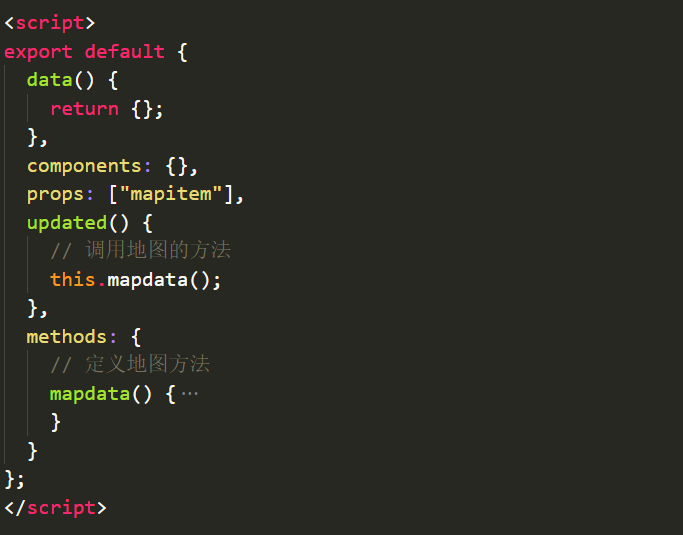 <script>
export default {
  data() {
    return {};
  },
  components: {},
  props: ["mapitem"],
  updated() {
    // 调用地图的方法
    this.mapdata();
  },
  methods: {
    // 定义地图方法
    mapdata() {…
    }
  }
};
</script>